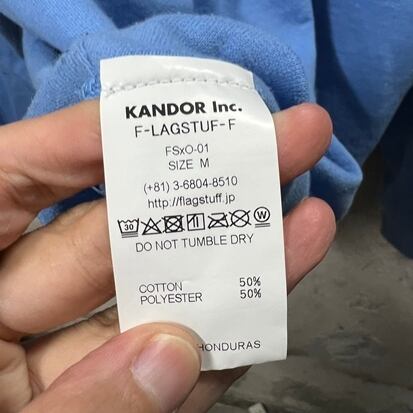 KANDOR Inc.
F-LAGSTUF-F
FSxO-01
SIZE M
(+81) 3-6804-8510
http://flagstuff.jp
30 W
DO NOT TUMBLE DRY
COTTON 50%
POLYESTER 50%
HONDURAS